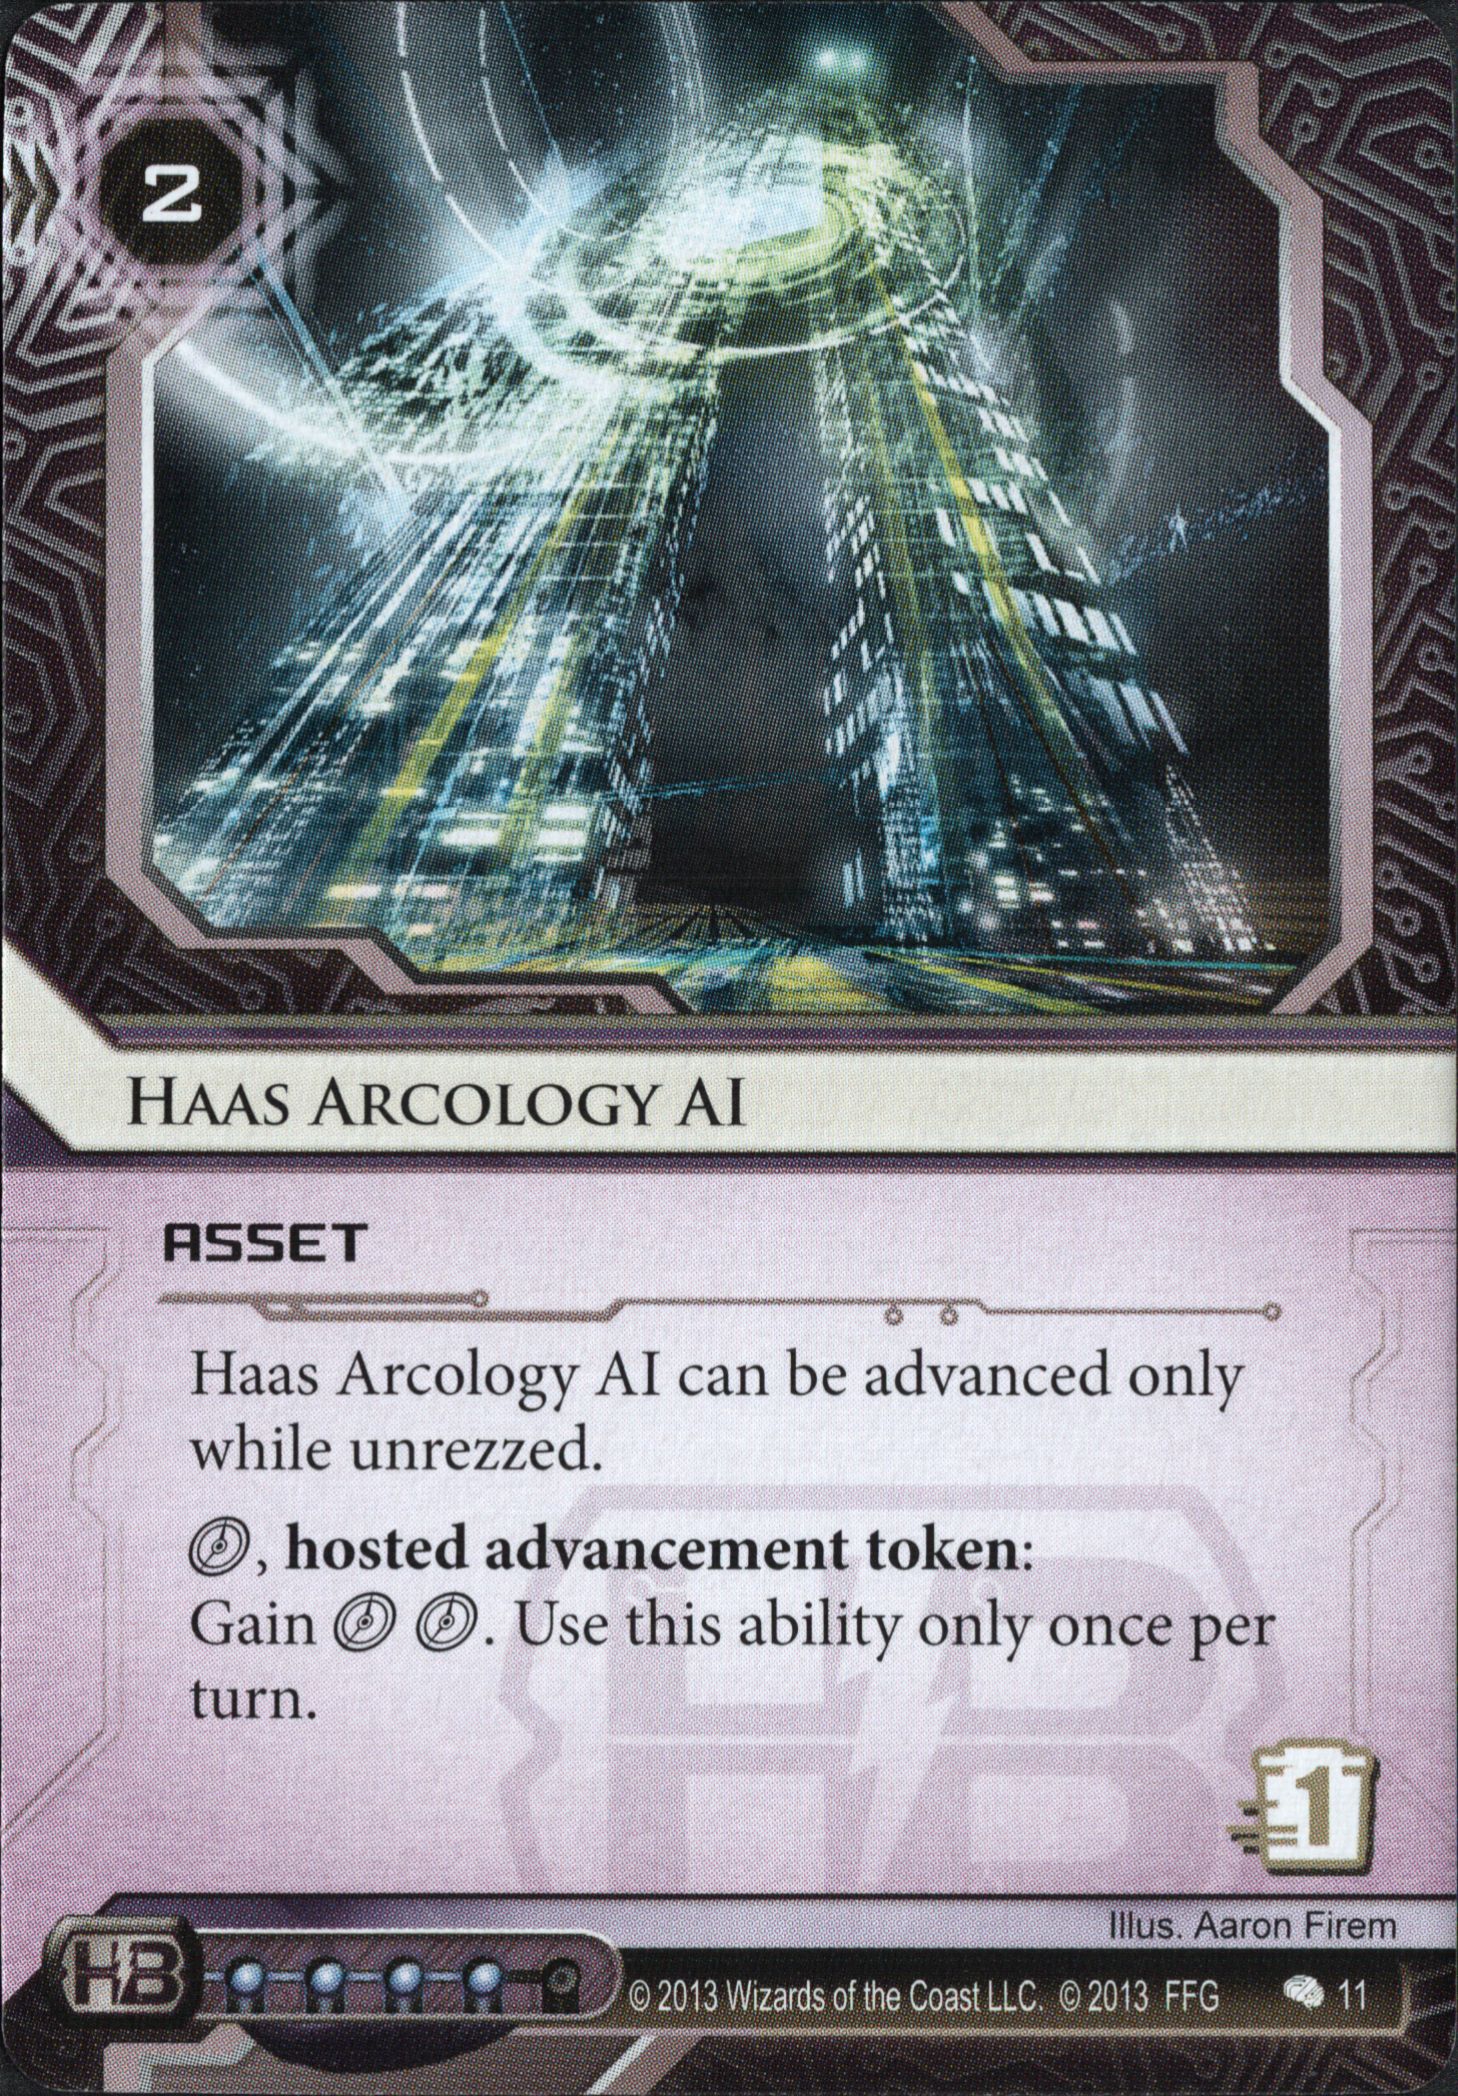 2
HAAS ARCOLOGY AI
ASSET
Haas Arcology AI can be advanced only
while unrezzed.
, hosted advancement token:
Gain . Use this ability only once per
turn.
1
Illus. Aaron Firem
HB
© 2013 Wizards of the Coast LLC. © 2013 FFG 11